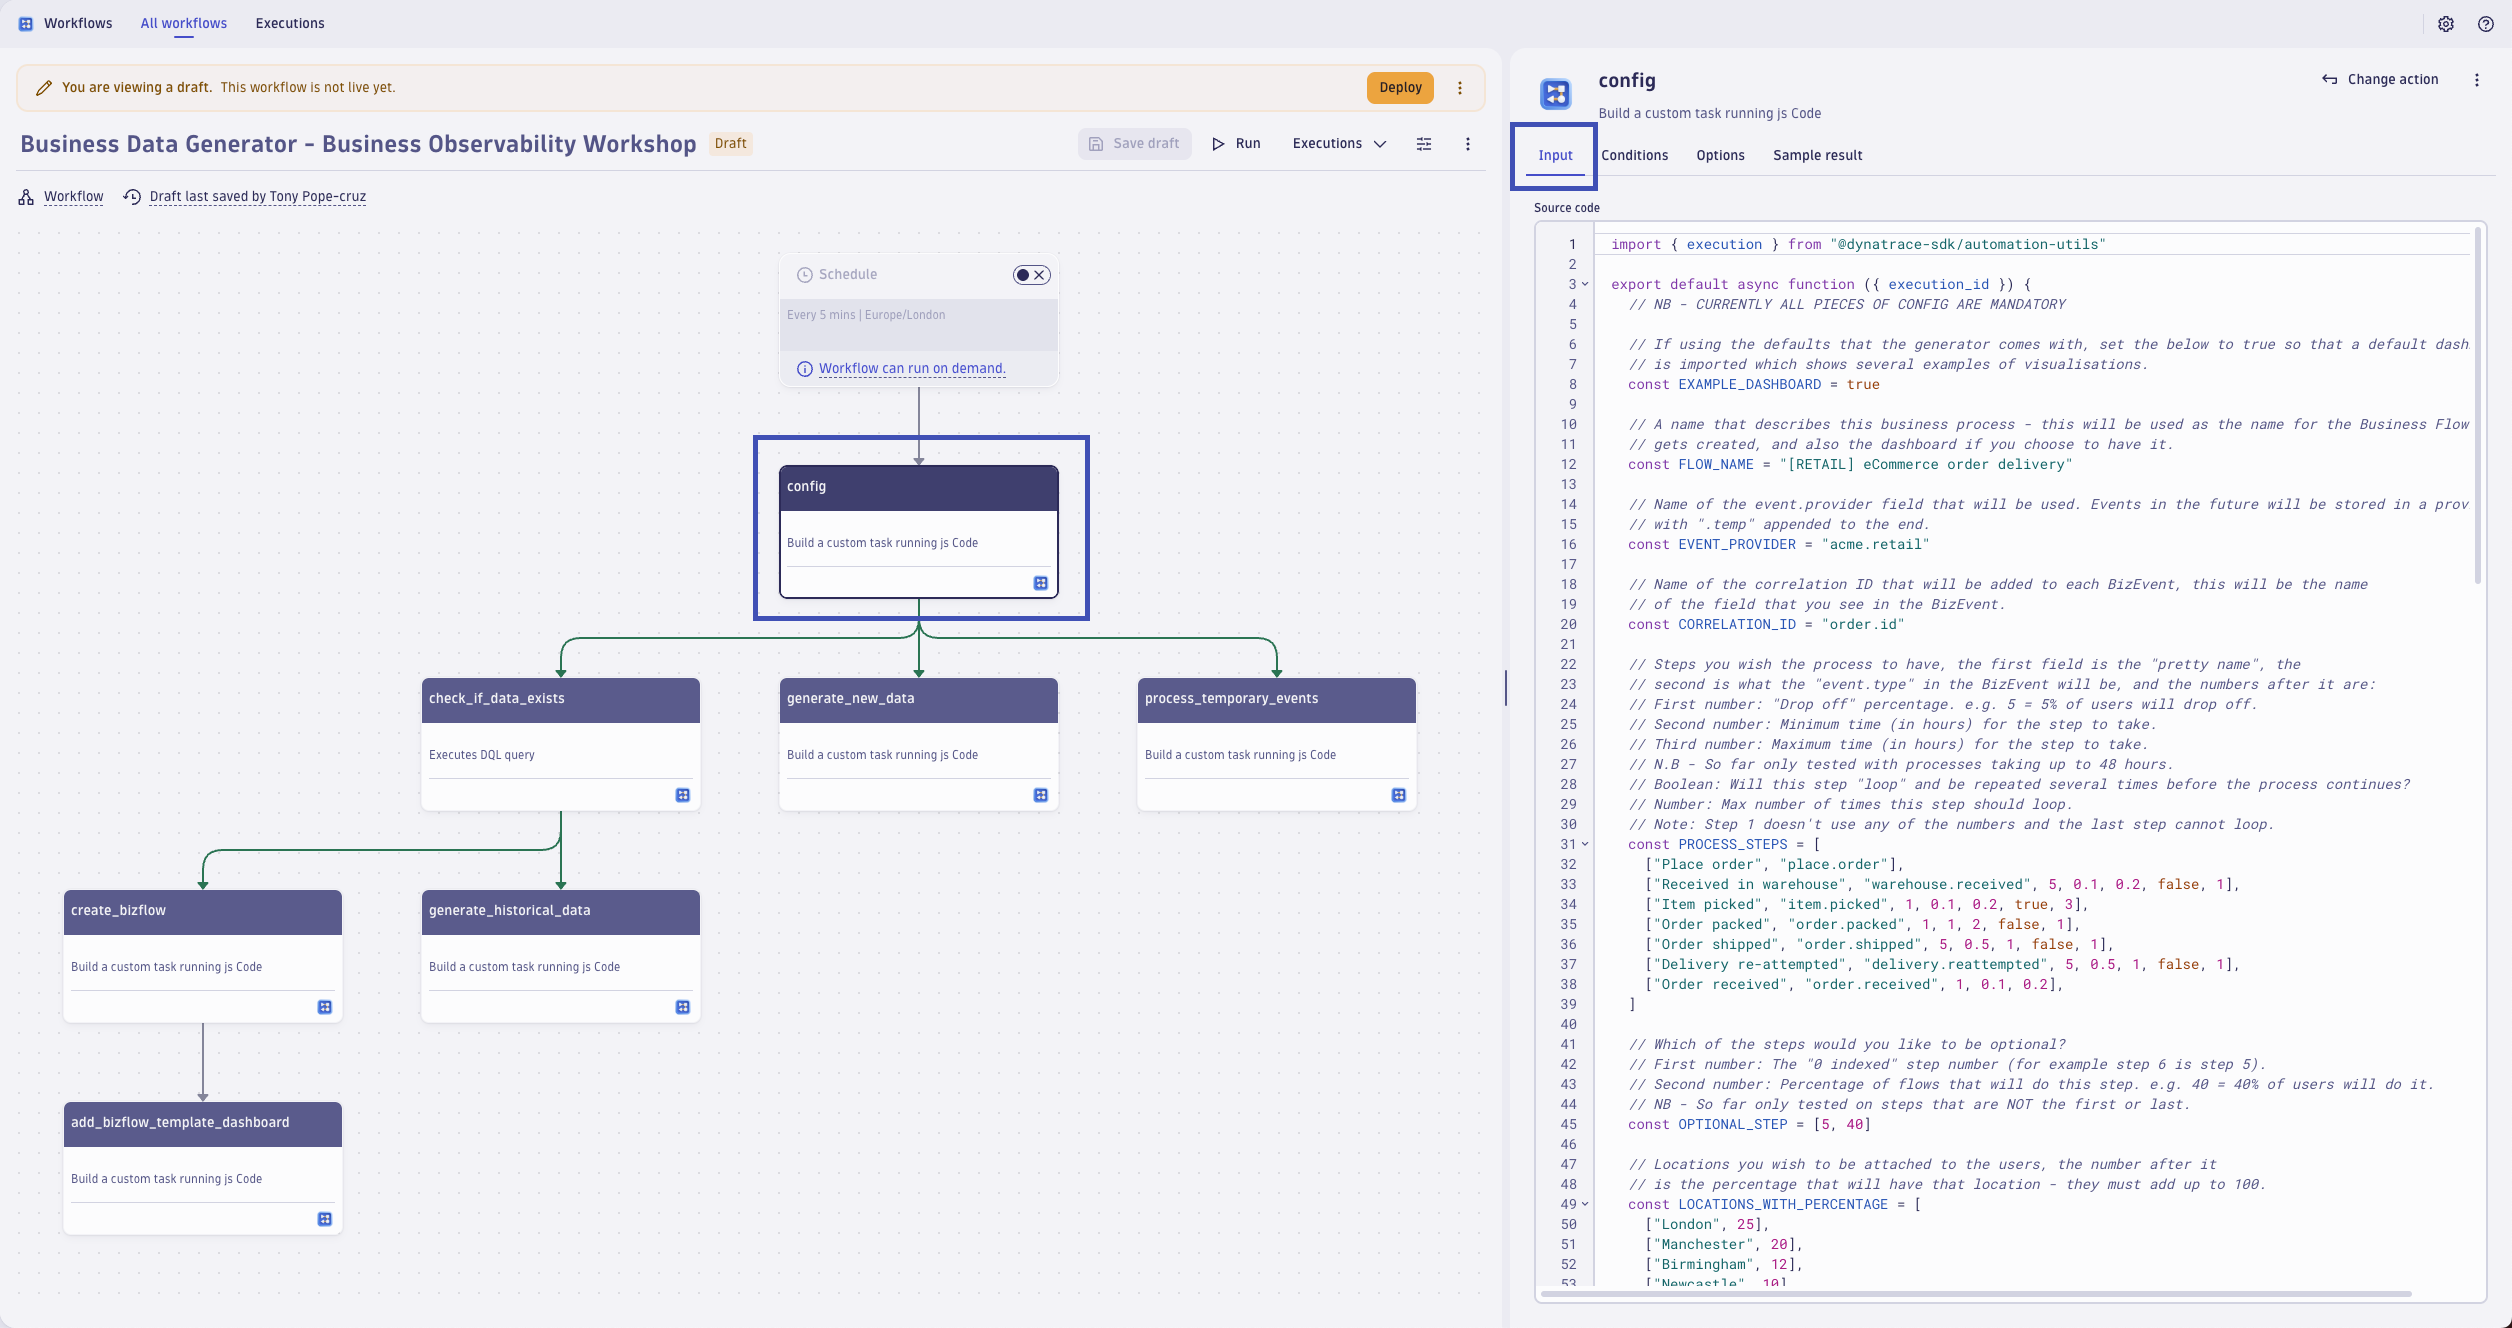 Workflows
All workflows
Executions
You are viewing a draft. This workflow is not live yet.
Deploy
Business Data Generator - Business Observability Workshop
Draft
Save draft
Run
Executions
Workflow
Draft last saved by Tony Pope-cruz
Schedule
Every 5 mins | Europe/London
Workflow can run on demand.
config
Build a custom task running js Code
check_if_data_exists
Executes DQL query
generate_new_data
Build a custom task running js Code
process_temporary_events
Build a custom task running js Code
create_bizflow
Build a custom task running js Code
generate_historical_data
Build a custom task running js Code
add_bizflow_template_dashboard
Build a custom task running js Code
config
Build a custom task running js Code
Change action
Input
Conditions
Options
Sample result
Source code
1 import { execution } from "@dynatrace-sdk/automation-utils"
2
3 export default async function ({ execution_id }) {
4 // NB - CURRENTLY ALL PIECES OF CONFIG ARE MANDATORY
5
6 // If using the defaults that the generator comes with, set the below to true so that a default dash
7 // is imported which shows several examples of visualisations.
8 const EXAMPLE_DASHBOARD = true
9
10 // A name that describes this business process - this will be used as the name for the Business Flow
11 // gets created, and also the dashboard if you choose to have it.
12 const FLOW_NAME = "[RETAIL] eCommerce order delivery"
13
14 // Name of the event.provider field that will be used. Events in the future will be stored in a prov
15 // with ".temp" appended to the end.
16 const EVENT_PROVIDER = "acme.retail"
17
18 // Name of the correlation ID that will be added to each BizEvent, this will be the name
19 // of the field that you see in the BizEvent.
20 const CORRELATION_ID = "order.id"
21
22 // Steps you wish the process to have, the first field is the "pretty name", the
23 // second is what the "event.type" in the BizEvent will be, and the numbers after it are:
24 // First number: "Drop off" percentage. e.g. 5 = 5% of users will drop off.
25 // Second number: Minimum time (in hours) for the step to take.
26 // Third number: Maximum time (in hours) for the step to take.
27 // N.B - So far only tested with processes taking up to 48 hours.
28 // Boolean: Will this step "loop" and be repeated several times before the process continues?
29 // Number: Max number of times this step should loop.
30 // Note: Step 1 doesn't use any of the numbers and the last step cannot loop.
31 const PROCESS_STEPS = [
32 ["Place order", "place.order"],
33 ["Received in warehouse", "warehouse.received", 5, 0.1, 0.2, false, 1],
34 ["Item picked", "item.picked", 1, 0.1, 0.2, true, 3],
35 ["Order packed", "order.packed", 1, 1, 2, false, 1],
36 ["Order shipped", "order.shipped", 5, 0.5, 1, false, 1],
37 ["Delivery re-attempted", "delivery.reattempted", 5, 0.5, 1, false, 1],
38 ["Order received", "order.received", 1, 0.1, 0.2],
39 ]
40
41 // Which of the steps would you like to be optional?
42 // First number: The "0 indexed" step number (for example step 6 is step 5).
43 // Second number: Percentage of flows that will do this step. e.g. 40 = 40% of users will do it.
44 // NB - So far only tested on steps that are NOT the first or last.
45 const OPTIONAL_STEP = [5, 40]
46
47 // Locations you wish to be attached to the users, the number after it
48 // is the percentage that will have that location - they must add up to 100.
49 const LOCATIONS_WITH_PERCENTAGE = [
50 ["London", 25],
51 ["Manchester", 20],
52 ["Birmingham", 12],
53 ["Newcastle", 10]